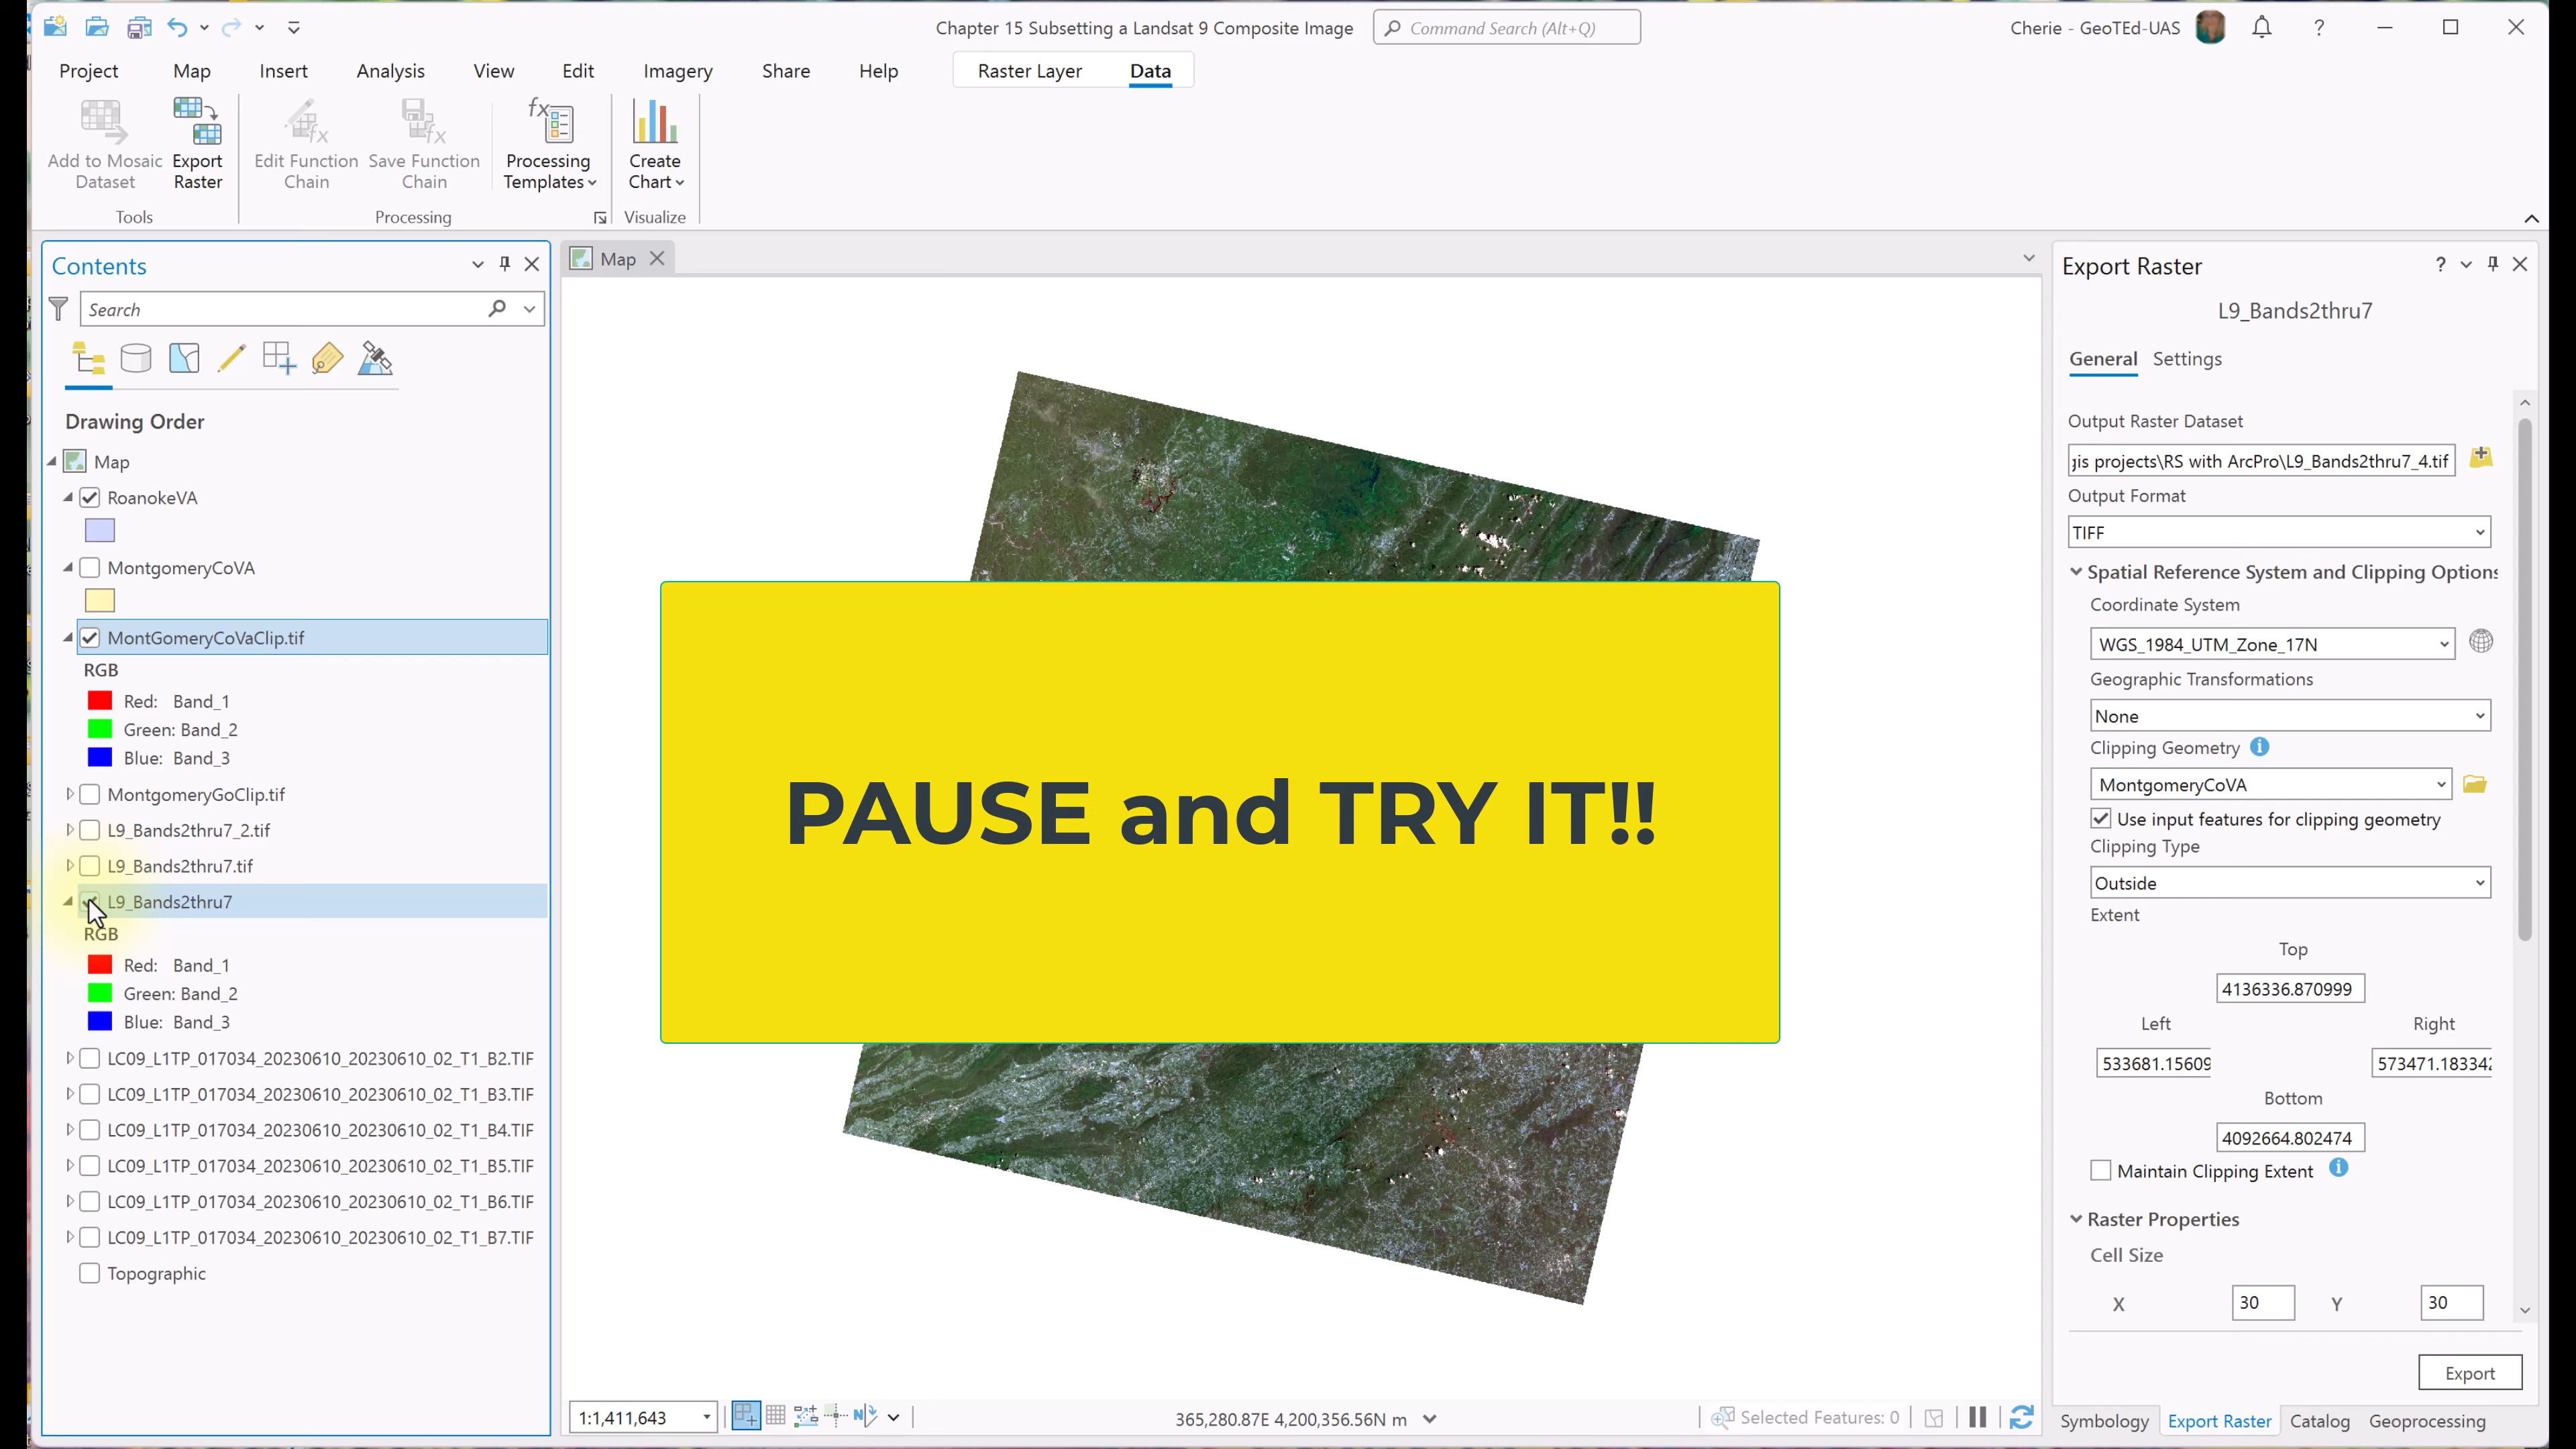 Chapter 15 Subsetting a Landsat 9 Composite Image
Command Search (Alt+Q)
Cherie - GeoTEd-UAS
?
Project Map Insert Analysis View Edit Imagery Share Help Raster Layer Data
Add to Mosaic Dataset
Export Raster
Edit Function Chain
Save Function Chain
Processing Templates
Create Chart
Tools Processing Visualize
Contents
Search
Drawing Order
Map
RoanokeVA
MontgomeryCoVA
MontGomeryCoVaClip.tif
RGB
Red: Band_1
Green: Band_2
Blue: Band_3
MontgomeryGoClip.tif
L9_Bands2thru7_2.tif
L9_Bands2thru7.tif
L9_Bands2thru7
RGB
Red: Band_1
Green: Band_2
Blue: Band_3
LC09_L1TP_017034_20230610_20230610_02_T1_B2.TIF
LC09_L1TP_017034_20230610_20230610_02_T1_B3.TIF
LC09_L1TP_017034_20230610_20230610_02_T1_B4.TIF
LC09_L1TP_017034_20230610_20230610_02_T1_B5.TIF
LC09_L1TP_017034_20230610_20230610_02_T1_B6.TIF
LC09_L1TP_017034_20230610_20230610_02_T1_B7.TIF
Topographic
Map
PAUSE and TRY IT!!
1:1,411,643
365,280.87E 4,200,356.56N m
Selected Features: 0
Export Raster
?
L9_Bands2thru7
General Settings
Output Raster Dataset
gis projects\RS with ArcPro\L9_Bands2thru7_4.tif
Output Format
TIFF
Spatial Reference System and Clipping Options
Coordinate System
WGS_1984_UTM_Zone_17N
Geographic Transformations
None
Clipping Geometry
MontgomeryCoVA
Use input features for clipping geometry
Clipping Type
Outside
Extent
Top
4136336.870999
Left Right
533681.15609 573471.183342
Bottom
4092664.802474
Maintain Clipping Extent
Raster Properties
Cell Size
X 30 Y 30
Export
Symbology Export Raster Catalog Geoprocessing